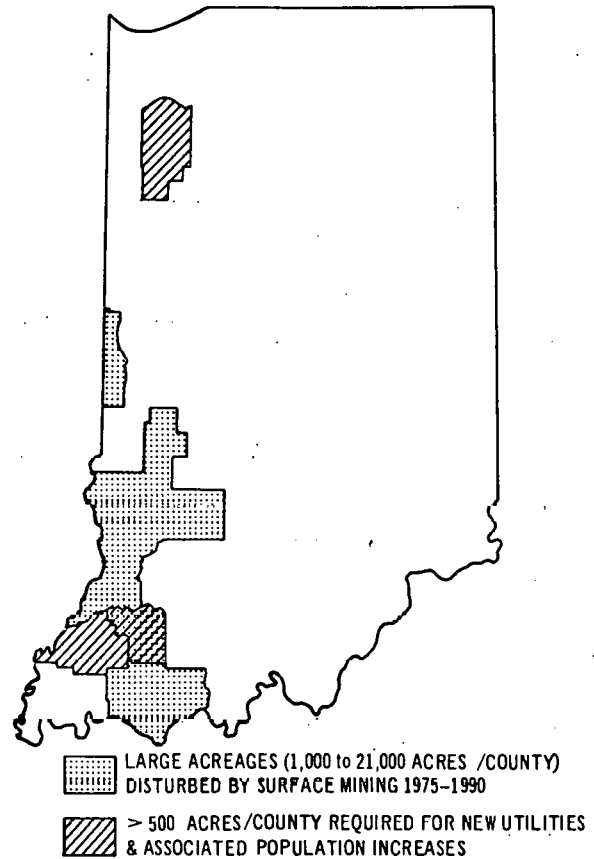 LARGE ACREAGES (1,000 to 21,000 ACRES /COUNTY)
DISTURBED BY SURFACE MINING 1975-1990
> 500 ACRES/COUNTY REQUIRED FOR NEW UTILITIES
& ASSOCIATED POPULATION INCREASES